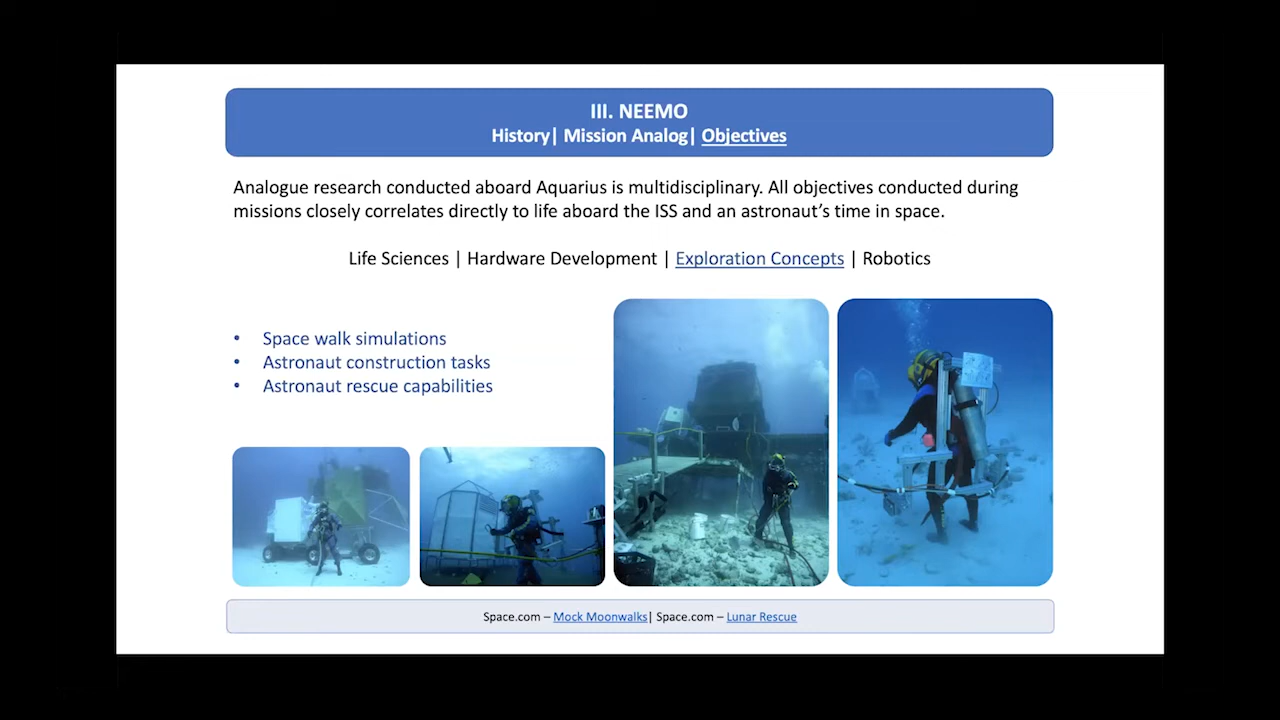 III. NEEMO
History| Mission Analog| Objectives
Analogue research conducted aboard Aquarius is multidisciplinary. All objectives conducted during
missions closely correlates directly to life aboard the ISS and an astronaut's time in space.
Life Sciences | Hardware Development | Exploration Concepts | Robotics
• Space walk simulations
• Astronaut construction tasks
• Astronaut rescue capabilities
Space.com – Mock Moonwalks| Space.com – Lunar Rescue